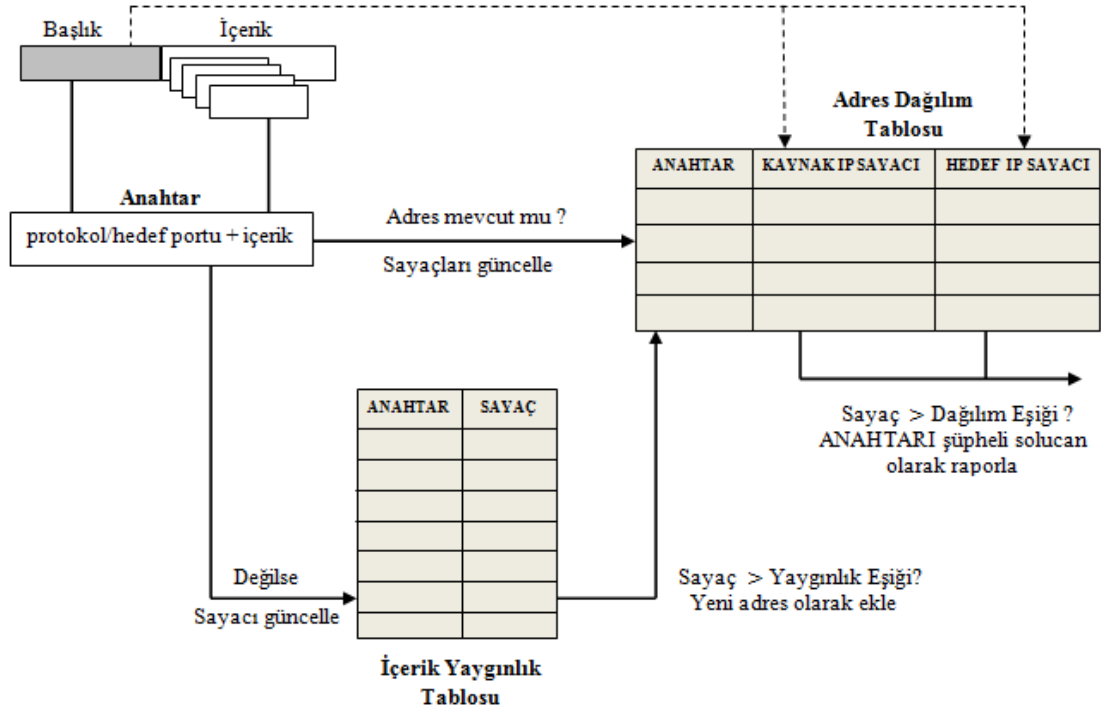 Başlık
İçerik
Anahtar
protokol/hedef portu + içerik
Adres mevcut mu ?
Sayaçları güncelle
Adres Dağılım
Tablosu
ANAHTAR
KAYNAK IP SAYACI
HEDEF IP SAYACI
Sayaç > Dağılım Eşiği ?
ANAHTARI şüpheli solucan
olarak raporla
ANAHTAR
SAYAÇ
Değilse
Sayacı güncelle
Sayaç > Yaygınlık Eşiği?
Yeni adres olarak ekle
İçerik Yaygınlık
Tablosu